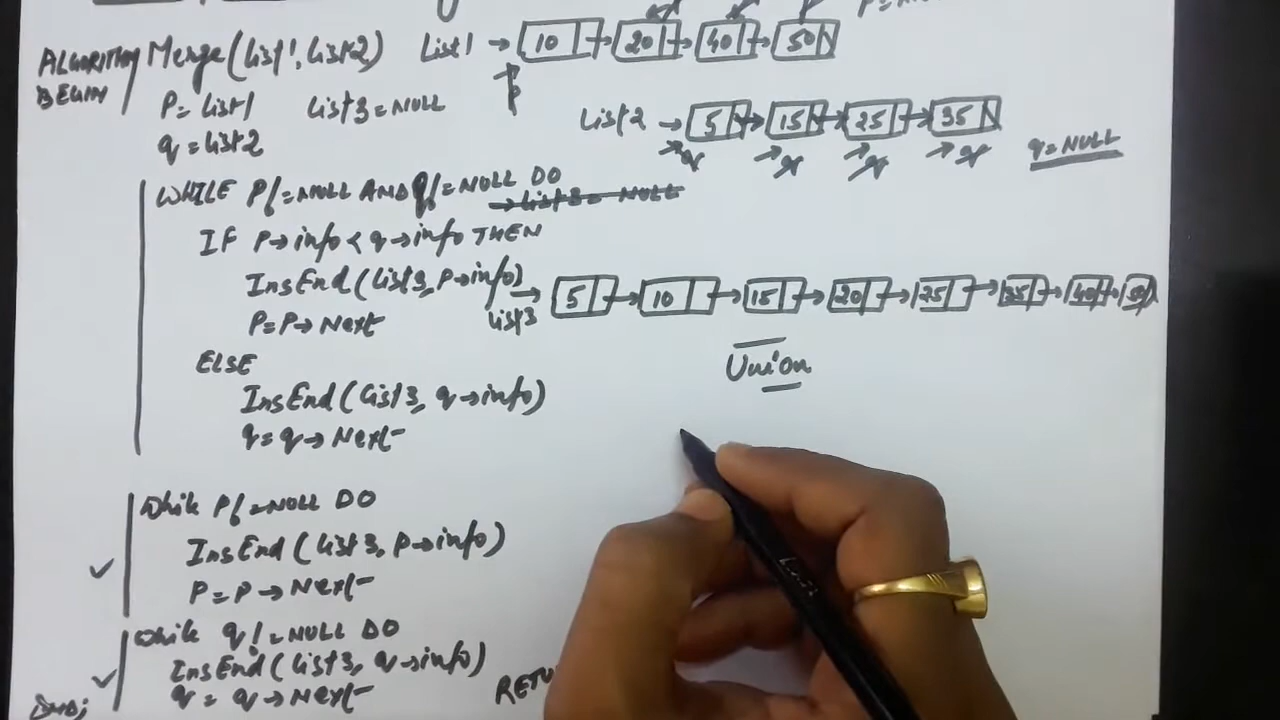 ALGORITHM Merge(List1, List2)
BEGIN
P = List1 List3 = NULL
q = List2
WHILE P! = NULL AND q! = NULL DO
IF P→info < q→info THEN
InsEnd(List3, P→info)
P = P→Next
ELSE
InsEnd(List3, q→info)
q = q→Next
While P! = NULL DO
InsEnd(List3, P→info)
P = P→Next
While q! = NULL DO
InsEnd(List3, q→info)
q = q→Next
END;
List1 → 10 → 20 → 40 → 50
P
List2 → 5 → 15 → 25 → 35
q q q q
q = NULL
List3 → 5 → 10 → 15 → 20 → 25 → 35 → 40 → 50
Union